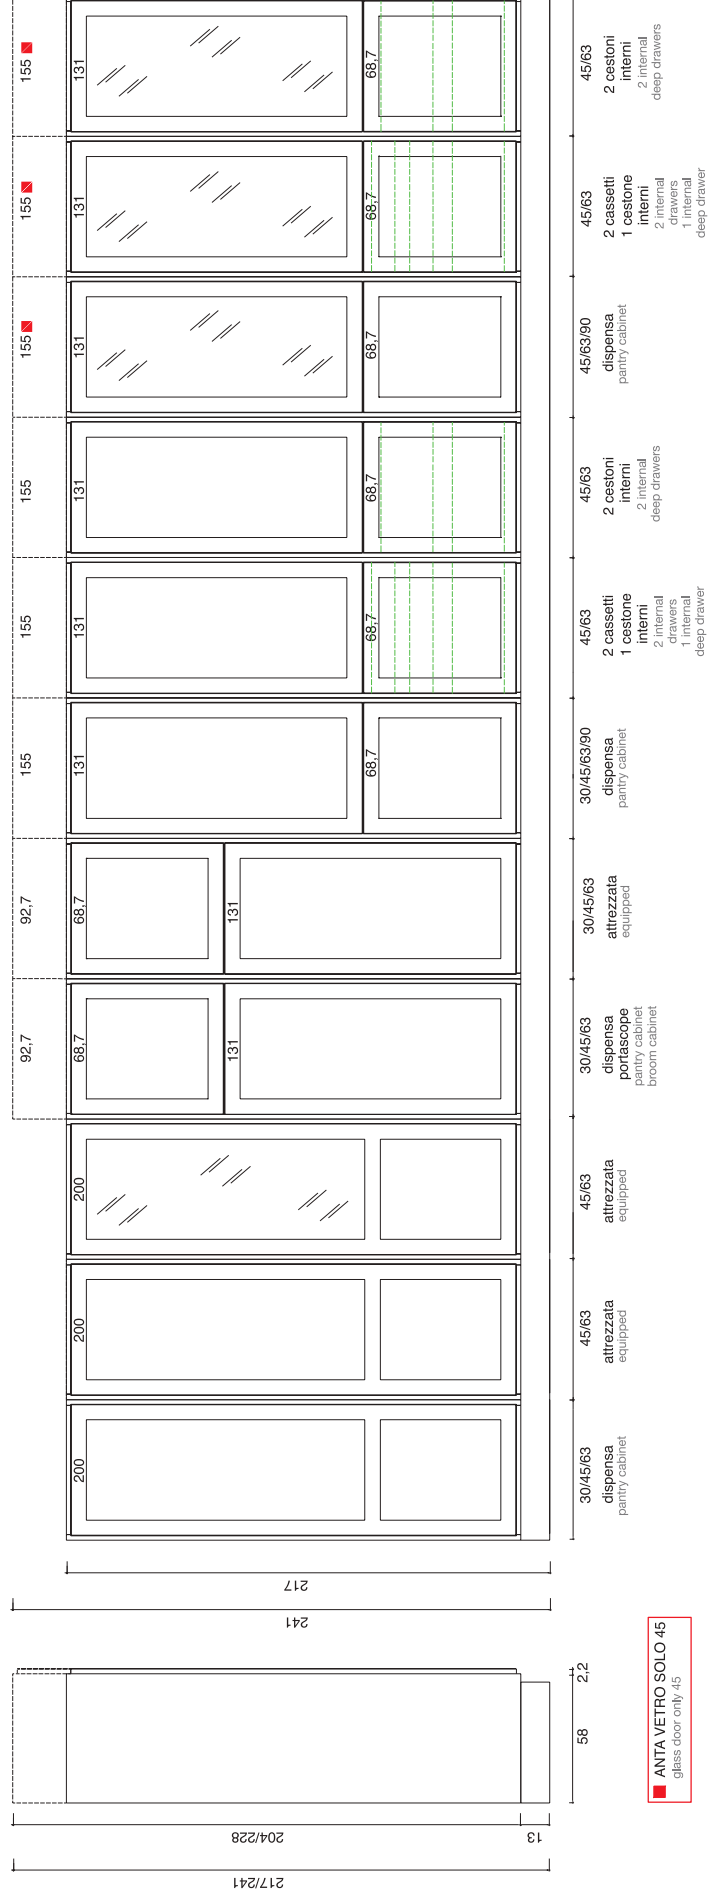 217/241
204/228
13
58
2,2
241
217
ANTA VETRO SOLO 45
glass door only 45
200
30/45/63
dispensa
pantry cabinet
200
45/63
attrezzata
equipped
200
45/63
attrezzata
equipped
92,7
68,7
131
30/45/63
dispensa
portascope
pantry cabinet
broom cabinet
92,7
68,7
131
30/45/63
attrezzata
equipped
155
131
68,7
30/45/63/90
dispensa
pantry cabinet
155
131
68,7
45/63
2 cassetti
1 cestone
interni
2 internal
drawers
1 internal
deep drawer
155
131
68,7
45/63
2 cestoni
interni
2 internal
deep drawers
155
131
68,7
45/63/90
dispensa
pantry cabinet
155
131
68,7
45/63
2 cassetti
1 cestone
interni
2 internal
drawers
1 internal
deep drawer
155
131
68,7
45/63
2 cestoni
interni
2 internal
deep drawers